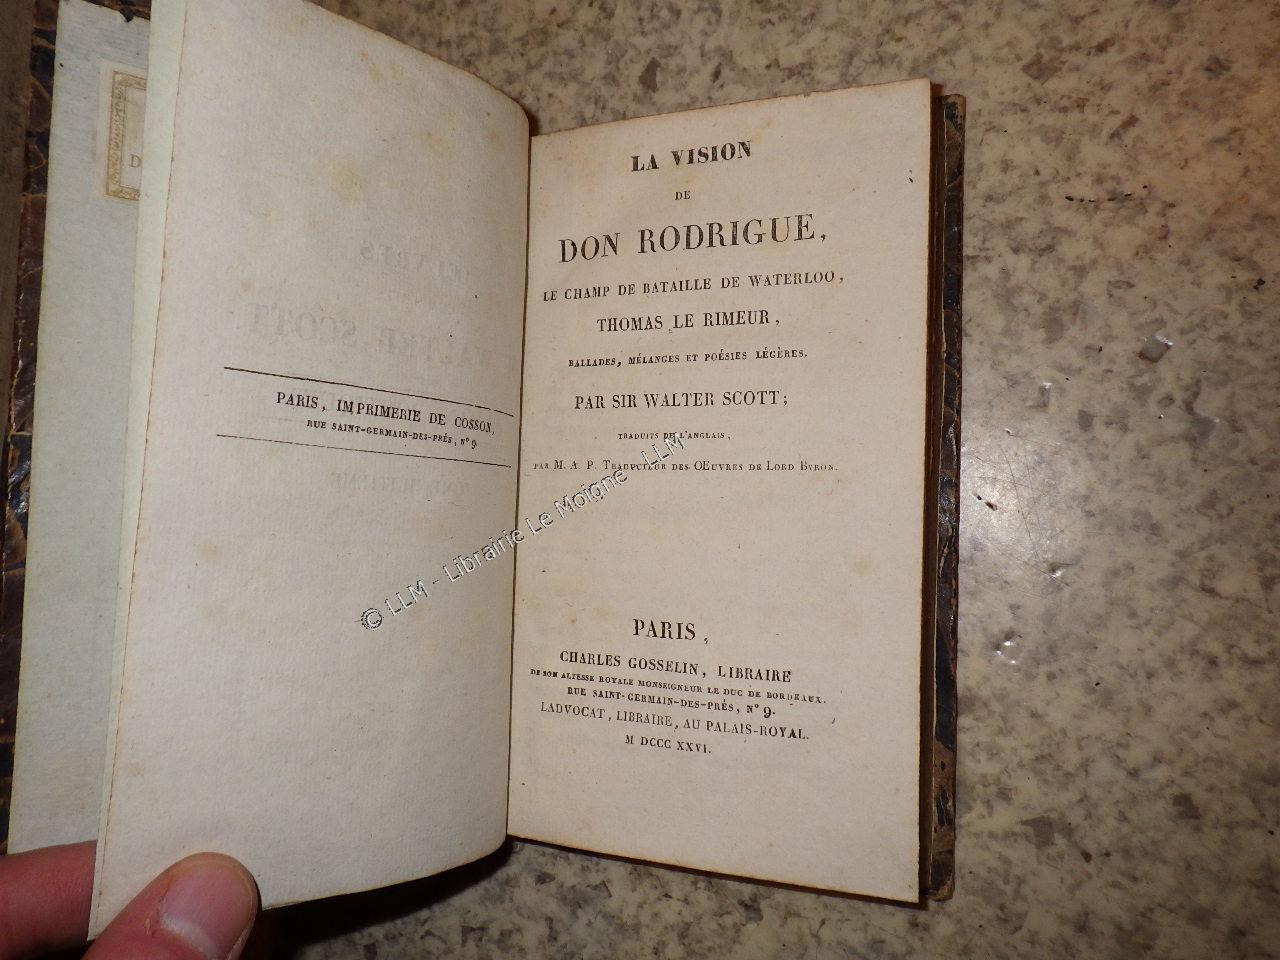 PARIS, IMPRIMERIE DE COSSON,
RUE SAINT-GERMAIN-DES-PRÉS, N° 9.
LA VISION
DE
DON RODRIGUE,
LE CHAMP DE BATAILLE DE WATERLOO,
THOMAS LE RIMEUR,
BALLADES, MÉLANGES ET POÉSIES LÉGÈRES.
PAR SIR WALTER SCOTT;
TRADUITS DE L'ANGLAIS,
PAR M. A. P. TRADUCTEUR DES OEUVRES DE LORD BYRON.
PARIS,
CHARLES GOSSELIN, LIBRAIRE
DE SON ALTESSE ROYALE MONSEIGNEUR LE DUC DE BORDEAUX.
RUE SAINT-GERMAIN-DES-PRÉS, N° 9.
LADVOCAT, LIBRAIRE, AU PALAIS-ROYAL.
M DCCC XXVI.
© LLM - Librairie Le Moigne - LLM